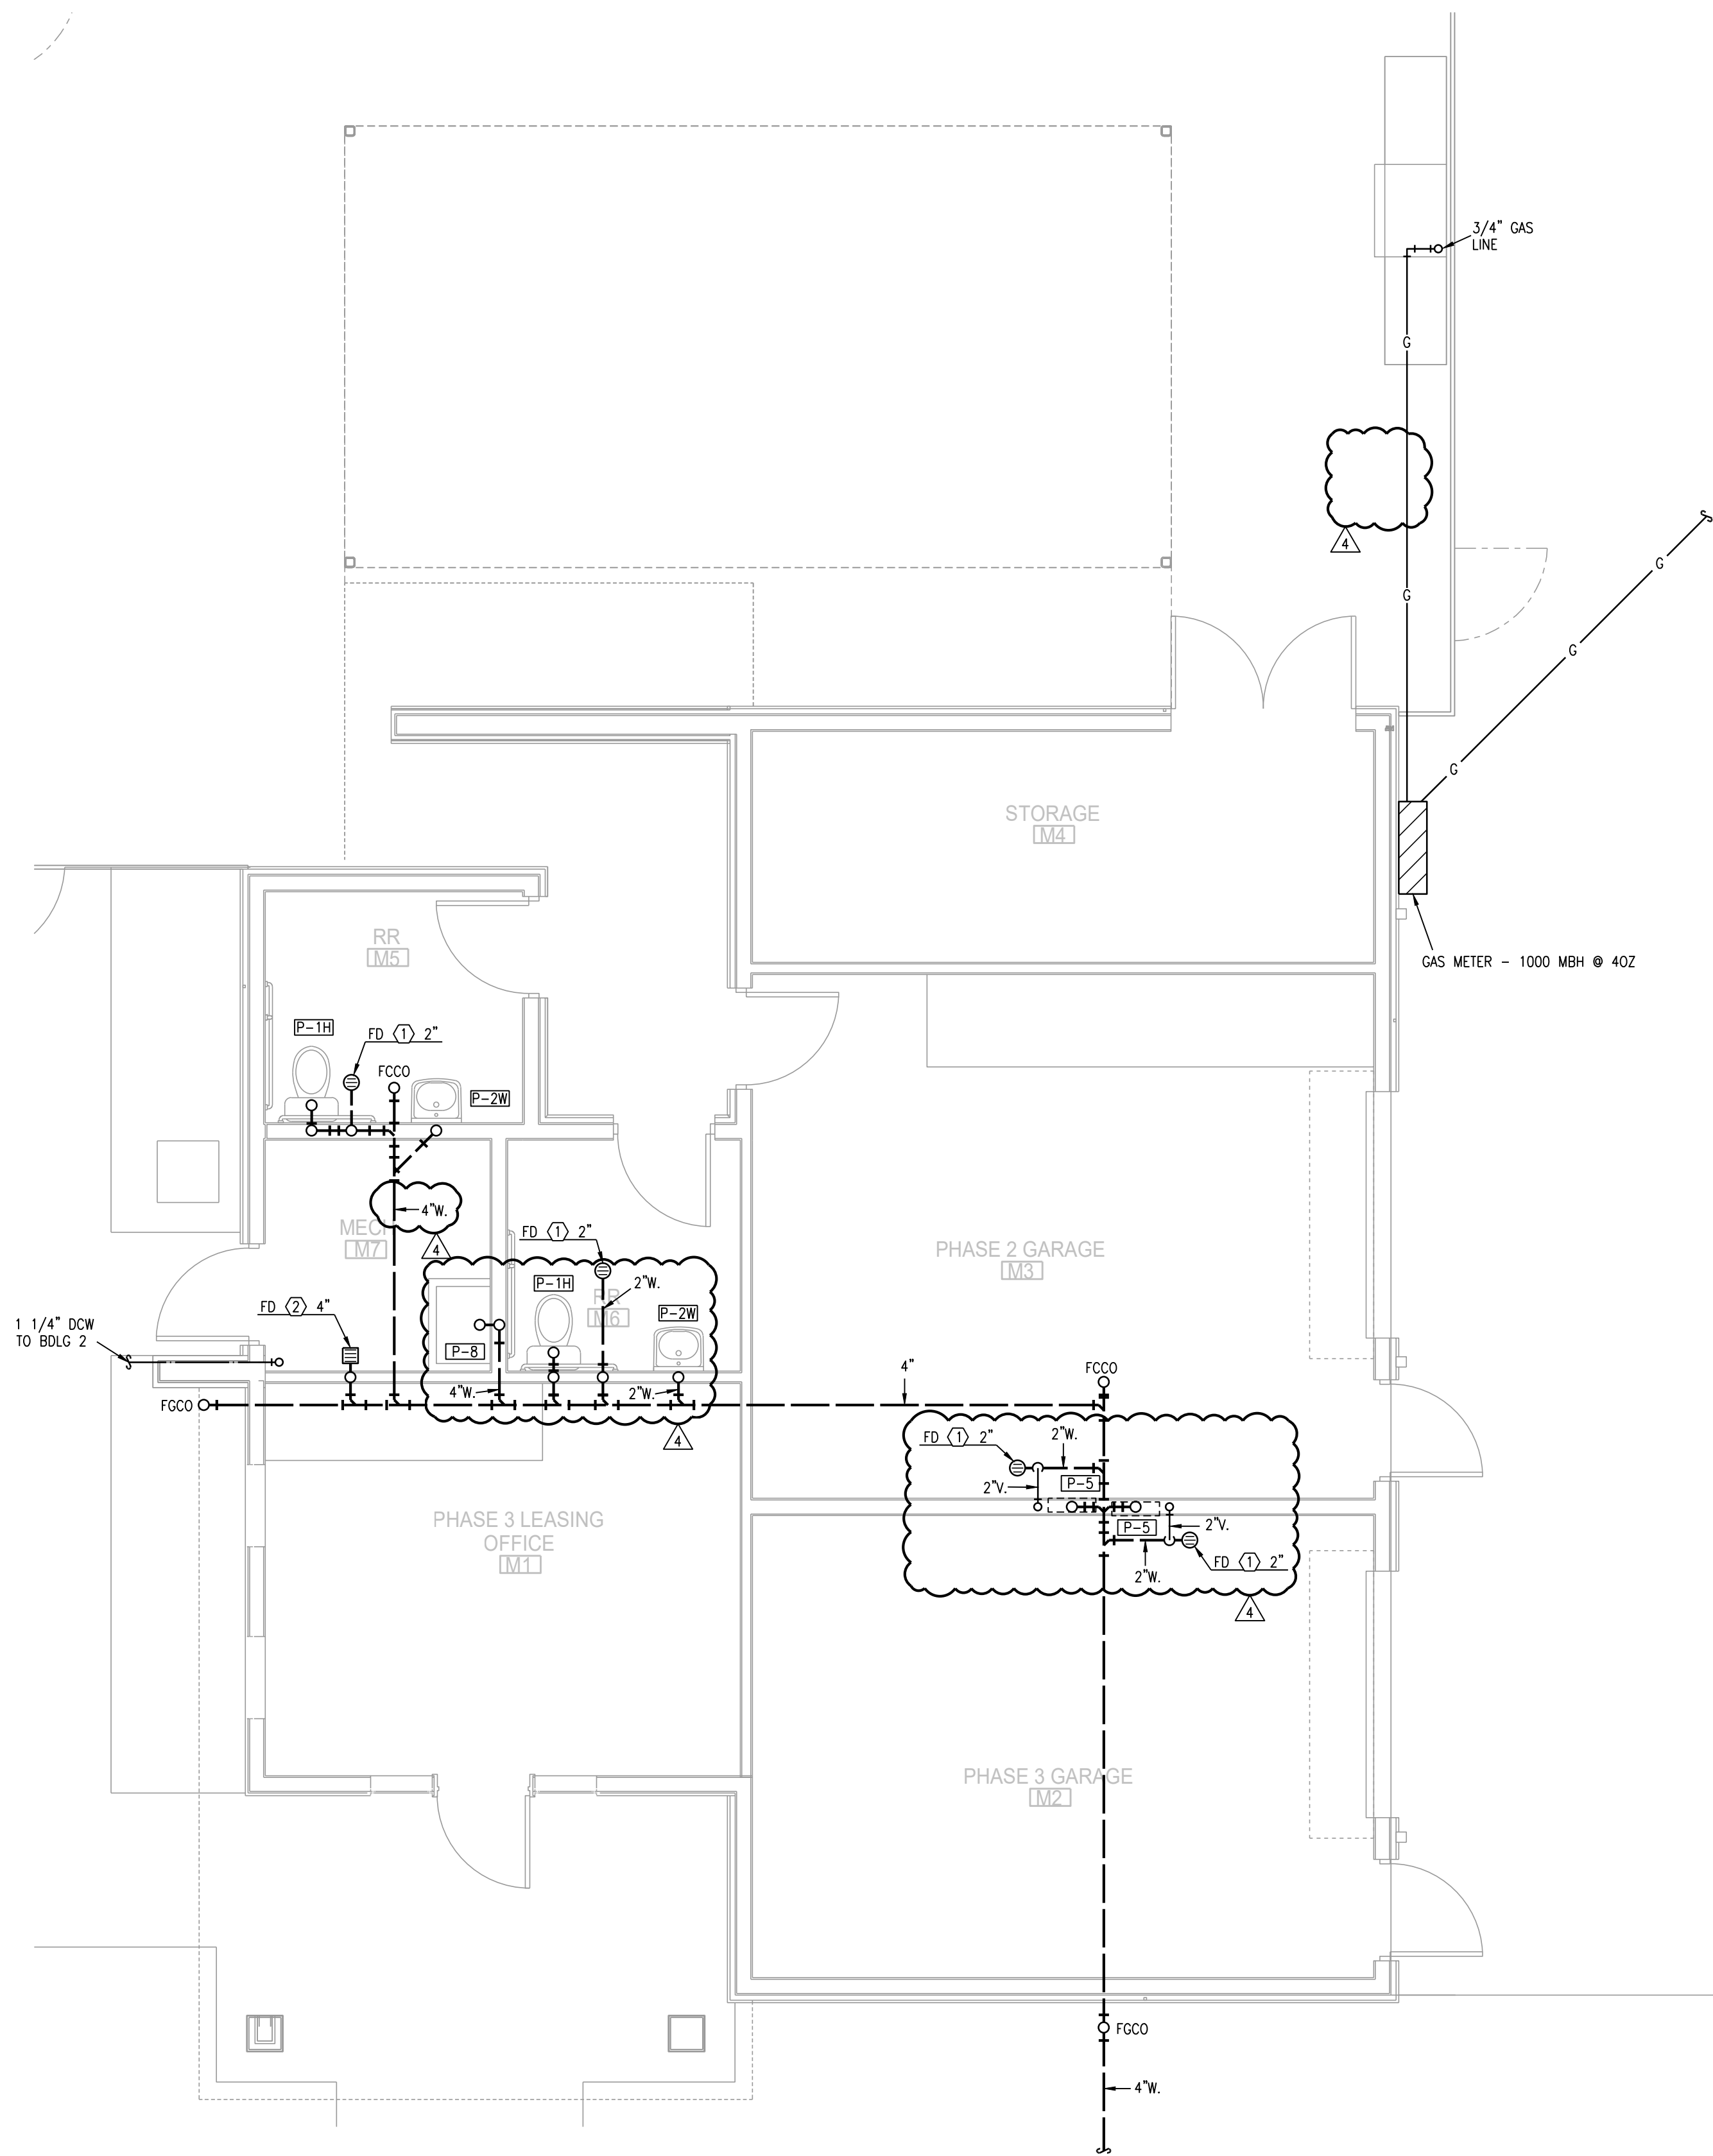 3/4" GAS
LINE
G
4
G
G
G
G
STORAGE
M4
GAS METER - 1000 MBH @ 4OZ
RR
M5
P-1H
FD 1 2"
FCCO
P-2W
4"W.
MECH
M7
4
FD 1 2"
PHASE 2 GARAGE
M3
P-1H
2"W.
RR
M6
P-2W
FD 2 4"
1 1/4" DCW
TO BDLG 2
P-8
4"W.
2"W.
FGCO
4
4"
FCCO
FD 1 2"
2"W.
2"V.
P-5
P-5
2"V.
FD 1 2"
2"W.
4
PHASE 3 LEASING
OFFICE
M1
PHASE 3 GARAGE
M2
FGCO
4"W.